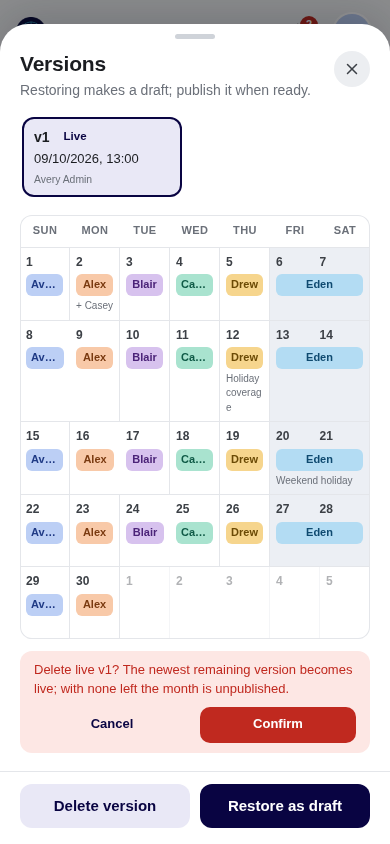 2
Versions
Restoring makes a draft; publish it when ready.
v1 Live
09/10/2026, 13:00
Avery Admin
SUN MON TUE WED THU FRI SAT
1 2 3 4 5 6 7
Av... Alex Blair Ca... Drew Eden
+ Casey
8 9 10 11 12 13 14
Av... Alex Blair Ca... Drew Eden
Holiday
coverag
e
15 16 17 18 19 20 21
Av... Alex Blair Ca... Drew Eden
Weekend holiday
22 23 24 25 26 27 28
Av... Alex Blair Ca... Drew Eden
29 30 1 2 3 4 5
Av... Alex
Delete live v1? The newest remaining version becomes
live; with none left the month is unpublished.
Cancel Confirm
Delete version Restore as draft